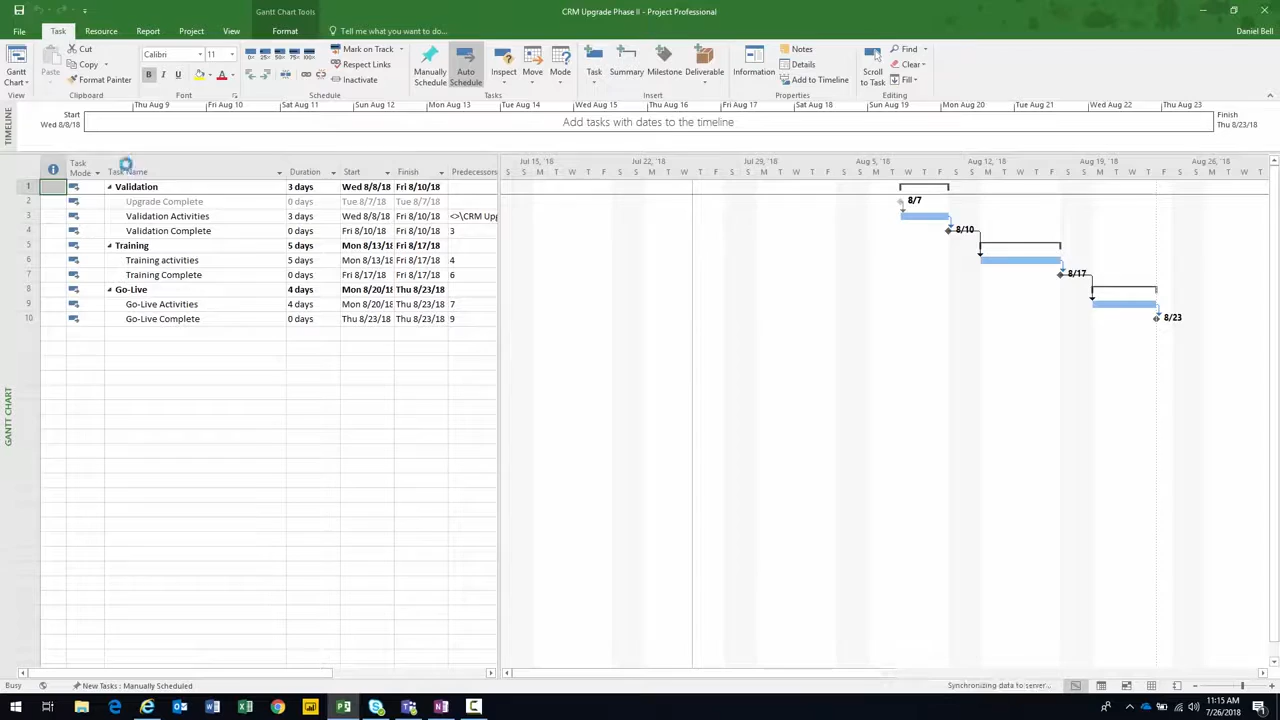 Gantt Chart Tools
CRM Upgrade Phase II - Project Professional
File Task Resource Report Project View Format Tell me what you want to do... Daniel Bell
Gantt Chart
View
Paste
Cut
Copy
Format Painter
Clipboard
Calibri 11
B I U A
Font
0% 25% 50% 75% 100%
Mark on Track
Respect Links
Inactivate
Schedule
Manually Schedule
Auto Schedule
Inspect
Move
Mode
Tasks
Task
Summary
Milestone
Deliverable
Insert
Information
Notes
Details
Add to Timeline
Properties
Scroll to Task
Find
Clear
Fill
Editing
TIMELINE
Thu Aug 9 Fri Aug 10 Sat Aug 11 Sun Aug 12 Mon Aug 13 Tue Aug 14 Wed Aug 15 Thu Aug 16 Fri Aug 17 Sat Aug 18 Sun Aug 19 Mon Aug 20 Tue Aug 21 Wed Aug 22 Thu Aug 23
Start
Wed 8/8/18
Add tasks with dates to the timeline
Finish
Thu 8/23/18
Task Mode Task Name Duration Start Finish Predecessors
Jul 15, '18 Jul 22, '18 Jul 29, '18 Aug 5, '18 Aug 12, '18 Aug 19, '18 Aug 26, '18
S T M F T S W S T M F T S W S T M F T S W S T M F T S W S T M F T S W T
1 Validation 3 days Wed 8/8/18 Fri 8/10/18
2 Upgrade Complete 0 days Tue 8/7/18 Tue 8/7/18 8/7
3 Validation Activities 3 days Wed 8/8/18 Fri 8/10/18 <>\CRM Upg
4 Validation Complete 0 days Fri 8/10/18 Fri 8/10/18 3 8/10
5 Training 5 days Mon 8/13/18 Fri 8/17/18
6 Training activities 5 days Mon 8/13/18 Fri 8/17/18 4
7 Training Complete 0 days Fri 8/17/18 Fri 8/17/18 6 8/17
8 Go-Live 4 days Mon 8/20/18 Thu 8/23/18
9 Go-Live Activities 4 days Mon 8/20/18 Thu 8/23/18 7
10 Go-Live Complete 0 days Thu 8/23/18 Thu 8/23/18 9 8/23
GANTT CHART
Busy New Tasks : Manually Scheduled Synchronizing data to server...
11:15 AM
7/26/2018